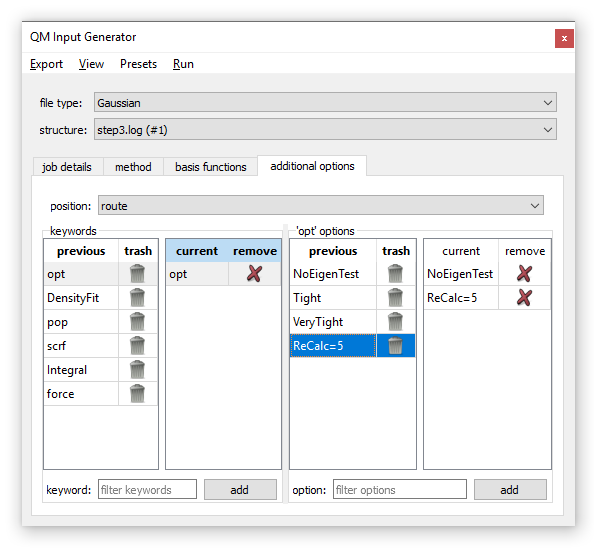 QM Input Generator
x
Export View Presets Run
file type: Gaussian
structure: step3.log (#1)
job details method basis functions additional options
position: route
keywords 'opt' options
previous trash current remove previous trash current remove
opt opt NoEigenTest NoEigenTest
DensityFit Tight ReCalc=5
pop VeryTight
scrf ReCalc=5
Integral
force
keyword: filter keywords add option: filter options add